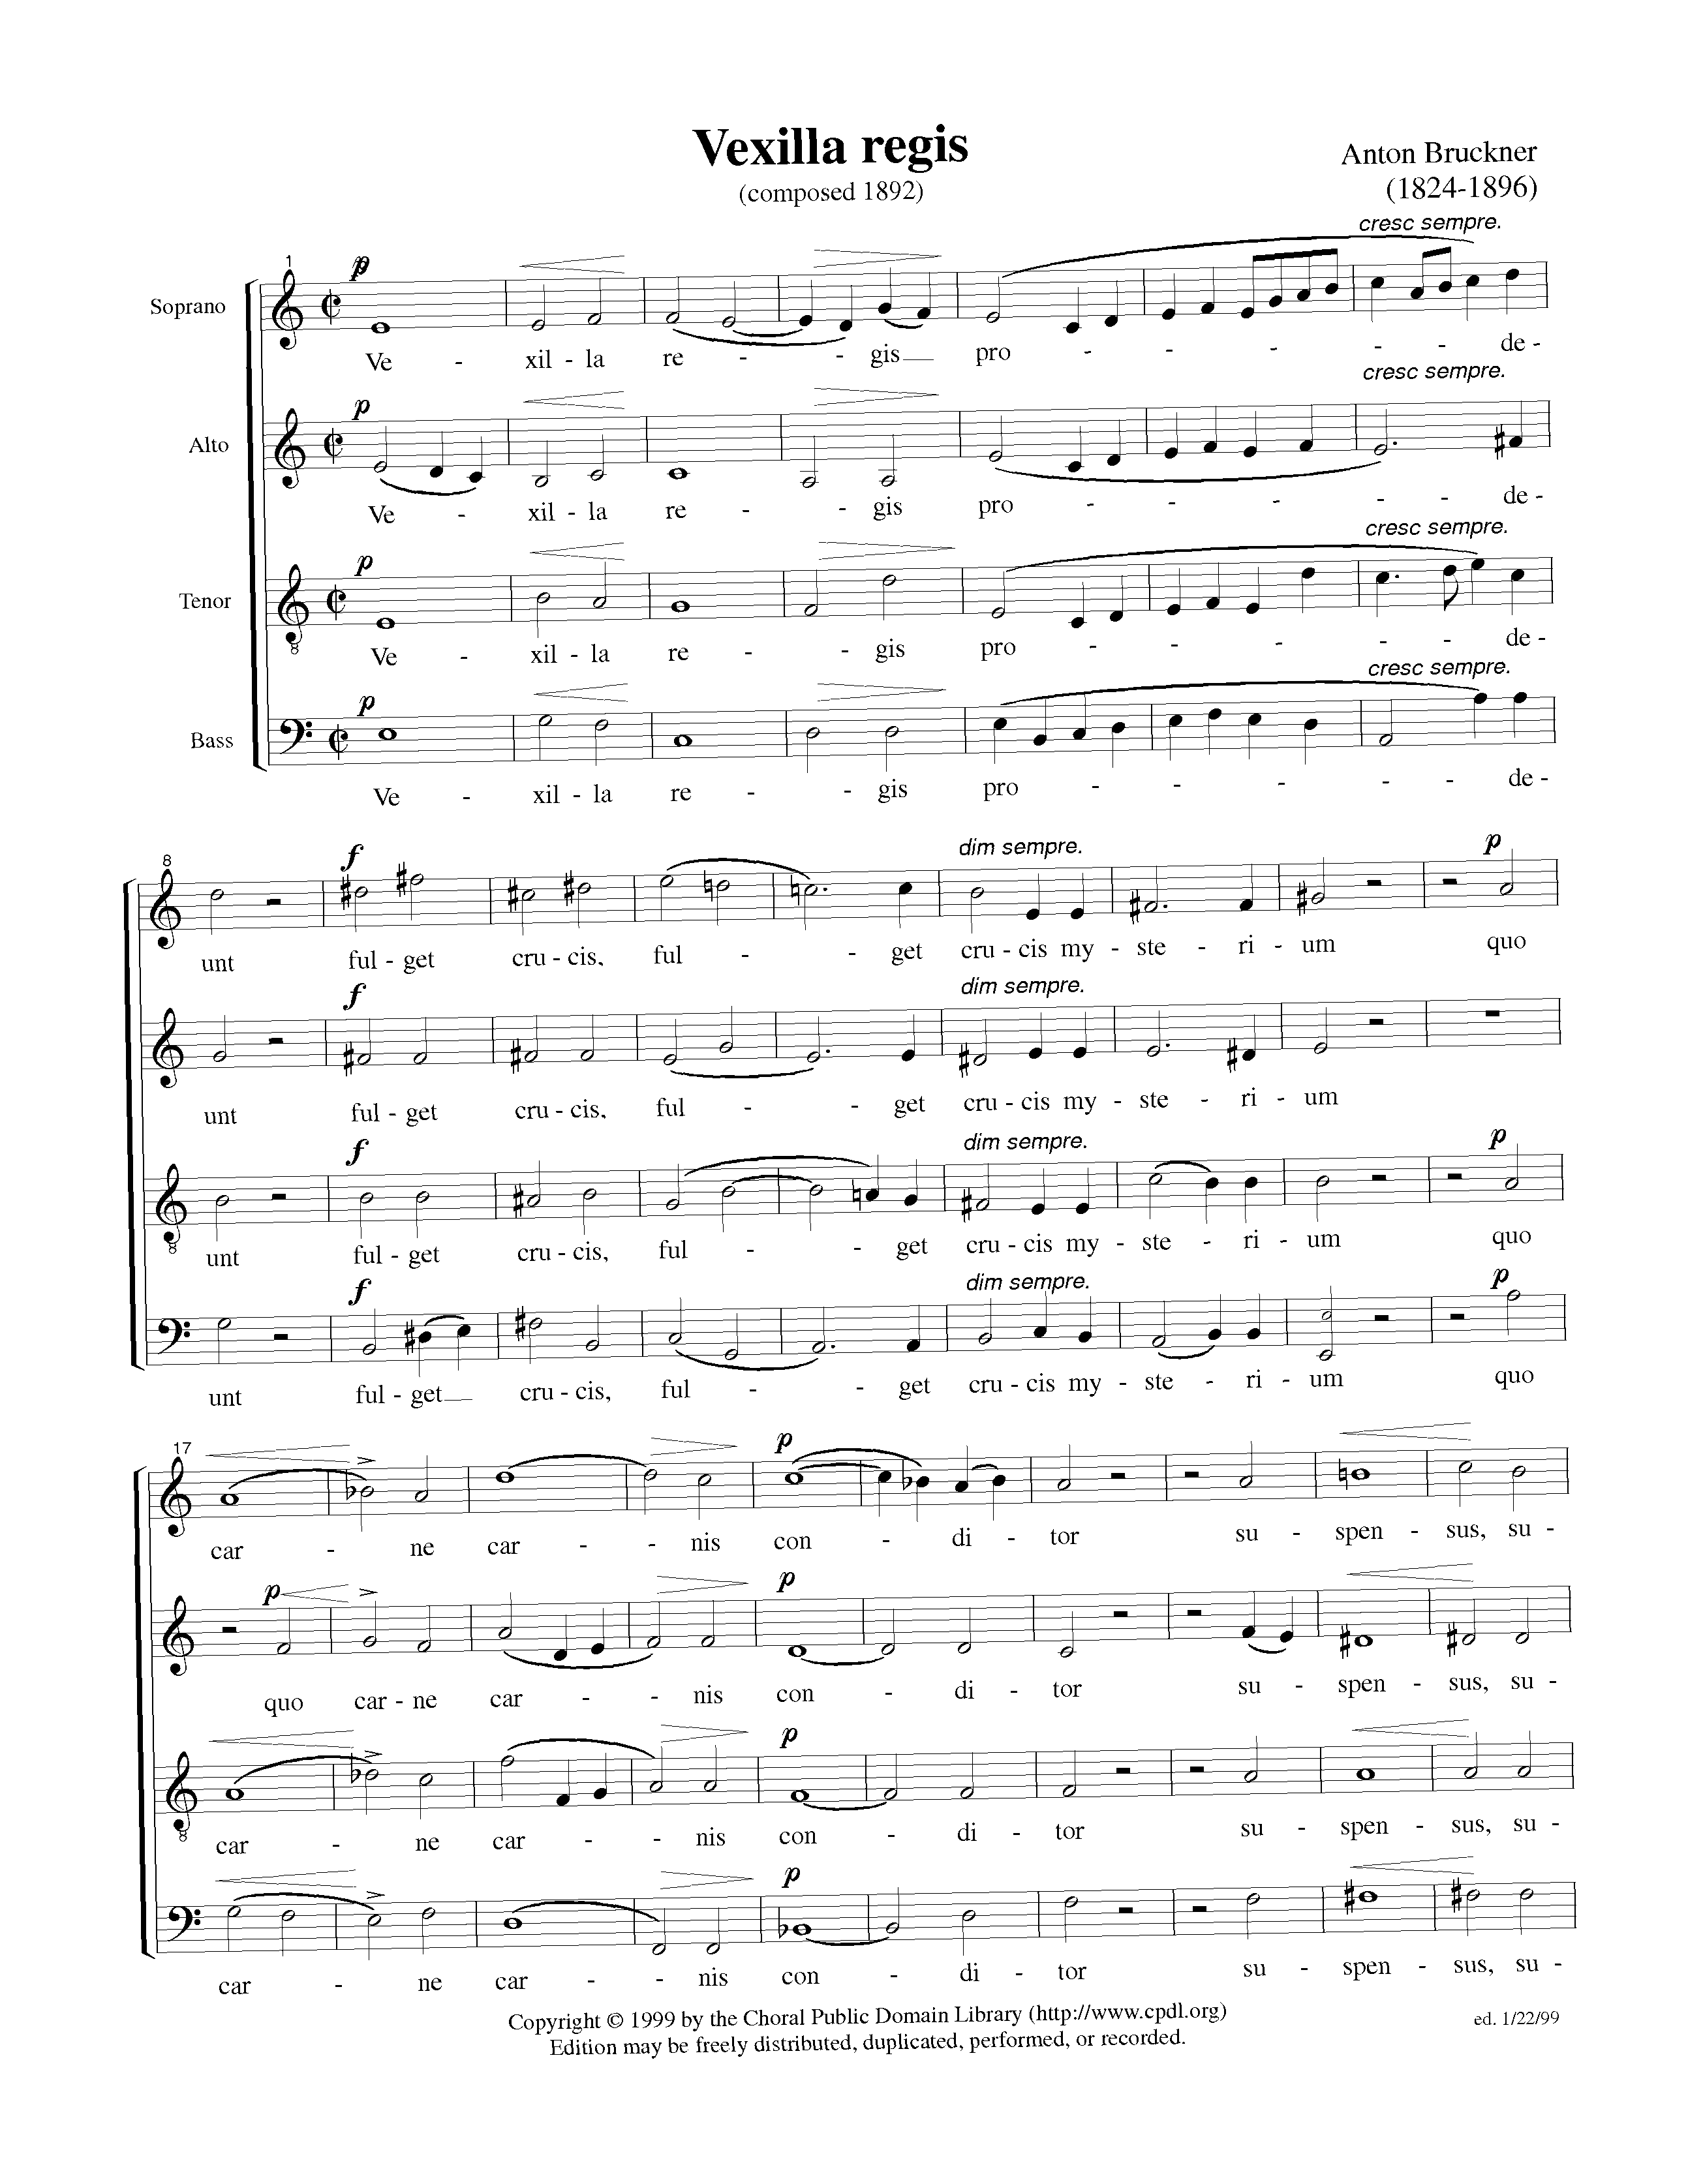 Vexilla regis
Anton Bruckner
(composed 1892)
(1824-1896)
cresc sempre.
p
1
Soprano
Ve - xil - la re - - gis pro - - - - - de -
cresc sempre.
p
Alto
Ve - xil - la re - - gis pro - - - - - de -
cresc sempre.
p
Tenor
8
Ve - xil - la re - - gis pro - - - - - de -
cresc sempre.
p
Bass
Ve - xil - la re - - gis pro - - - - - de -
8
f
dim sempre.
p
unt ful - get cru - cis. ful - - get cru - cis my - ste - ri - um quo
f
dim sempre.
unt ful - get cru - cis. ful - - get cru - cis my - ste - ri - um
f
dim sempre.
p
8
unt ful - get cru - cis, ful - - get cru - cis my - ste - ri - um quo
f
dim sempre.
p
unt ful - get cru - cis, ful - - get cru - cis my - ste - ri - um quo
17
p
car - ne car - - nis con - di - tor su - spen - sus, su -
p
p
quo car - ne car - - nis con - di - tor su - spen - sus, su -
p
8
car - ne car - - nis con - di - tor su - spen - sus, su -
p
car - ne car - - nis con - di - tor su - spen - sus, su -
Copyright © 1999 by the Choral Public Domain Library (http://www.cpdl.org)
ed. 1/22/99
Edition may be freely distributed, duplicated, performed, or recorded.